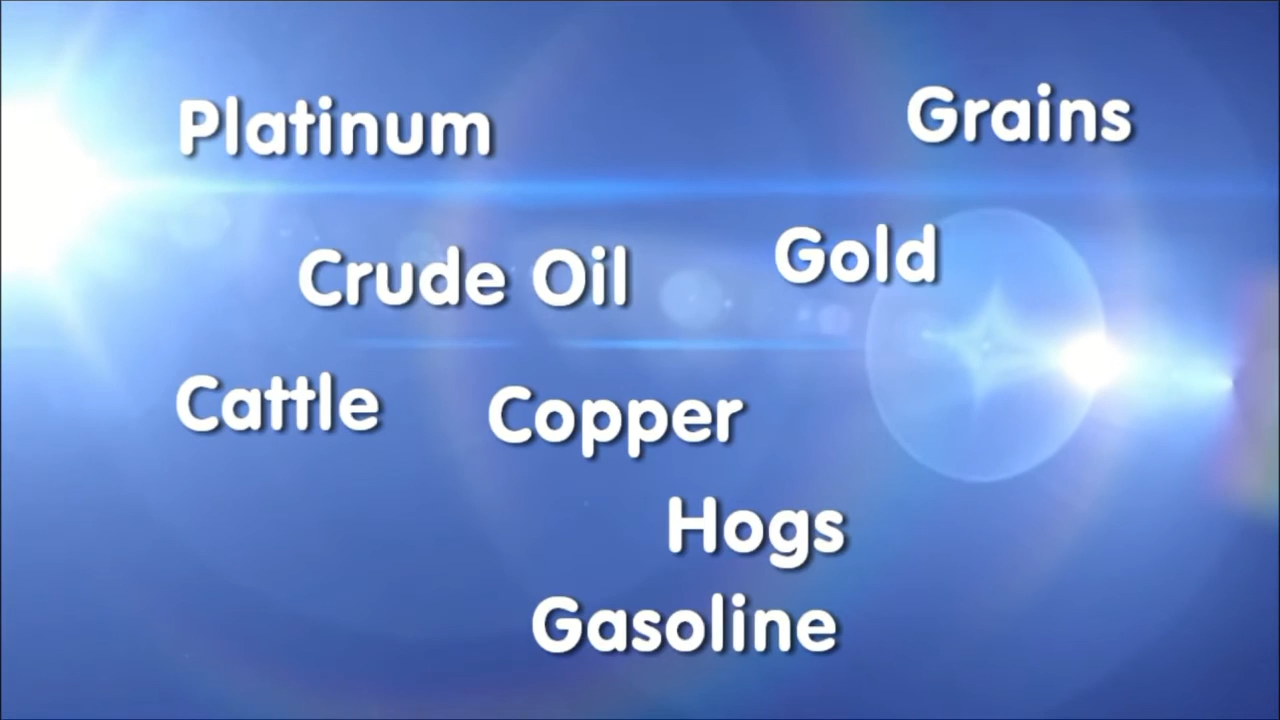 Platinum
Grains
Crude Oil
Gold
Cattle
Copper
Hogs
Gasoline